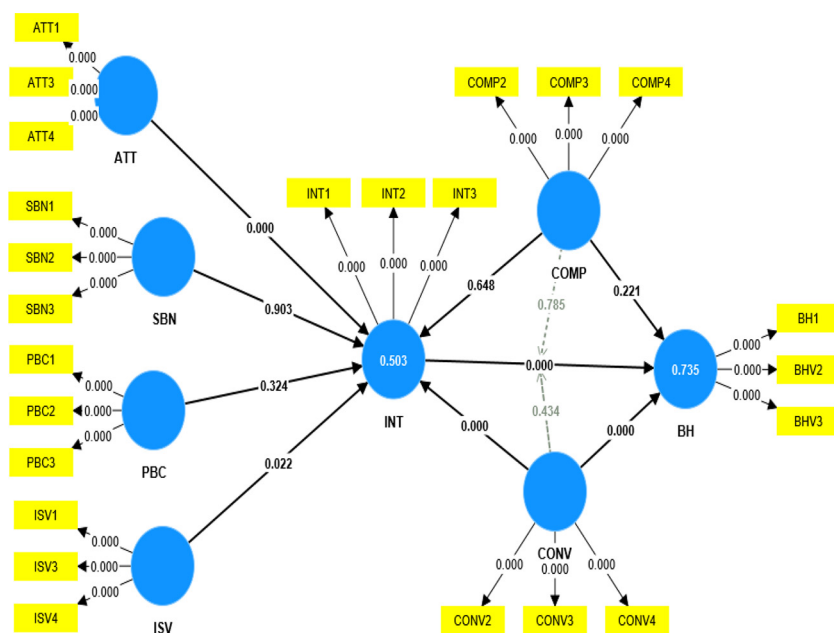 ATT1
0.000
ATT3
0.000
0.000
ATT4
ATT
0.000
SBN1
0.000
SBN2
0.000
0.000
SBN3
SBN
0.903
PBC1
0.000
PBC2
0.000
0.000
PBC3
PBC
0.324
ISV1
0.000
ISV3
0.000
0.000
ISV4
ISV
0.022
INT1
INT2
INT3
0.000
0.000
0.000
0.503
INT
COMP2
COMP3
COMP4
0.000
0.000
0.000
COMP
0.648
0.785
0.221
0.000
0.434
0.000
0.000
CONV
0.000
0.000
0.000
CONV2
CONV3
CONV4
0.735
BH
BH1
0.000
BHV2
0.000
0.000
BHV3